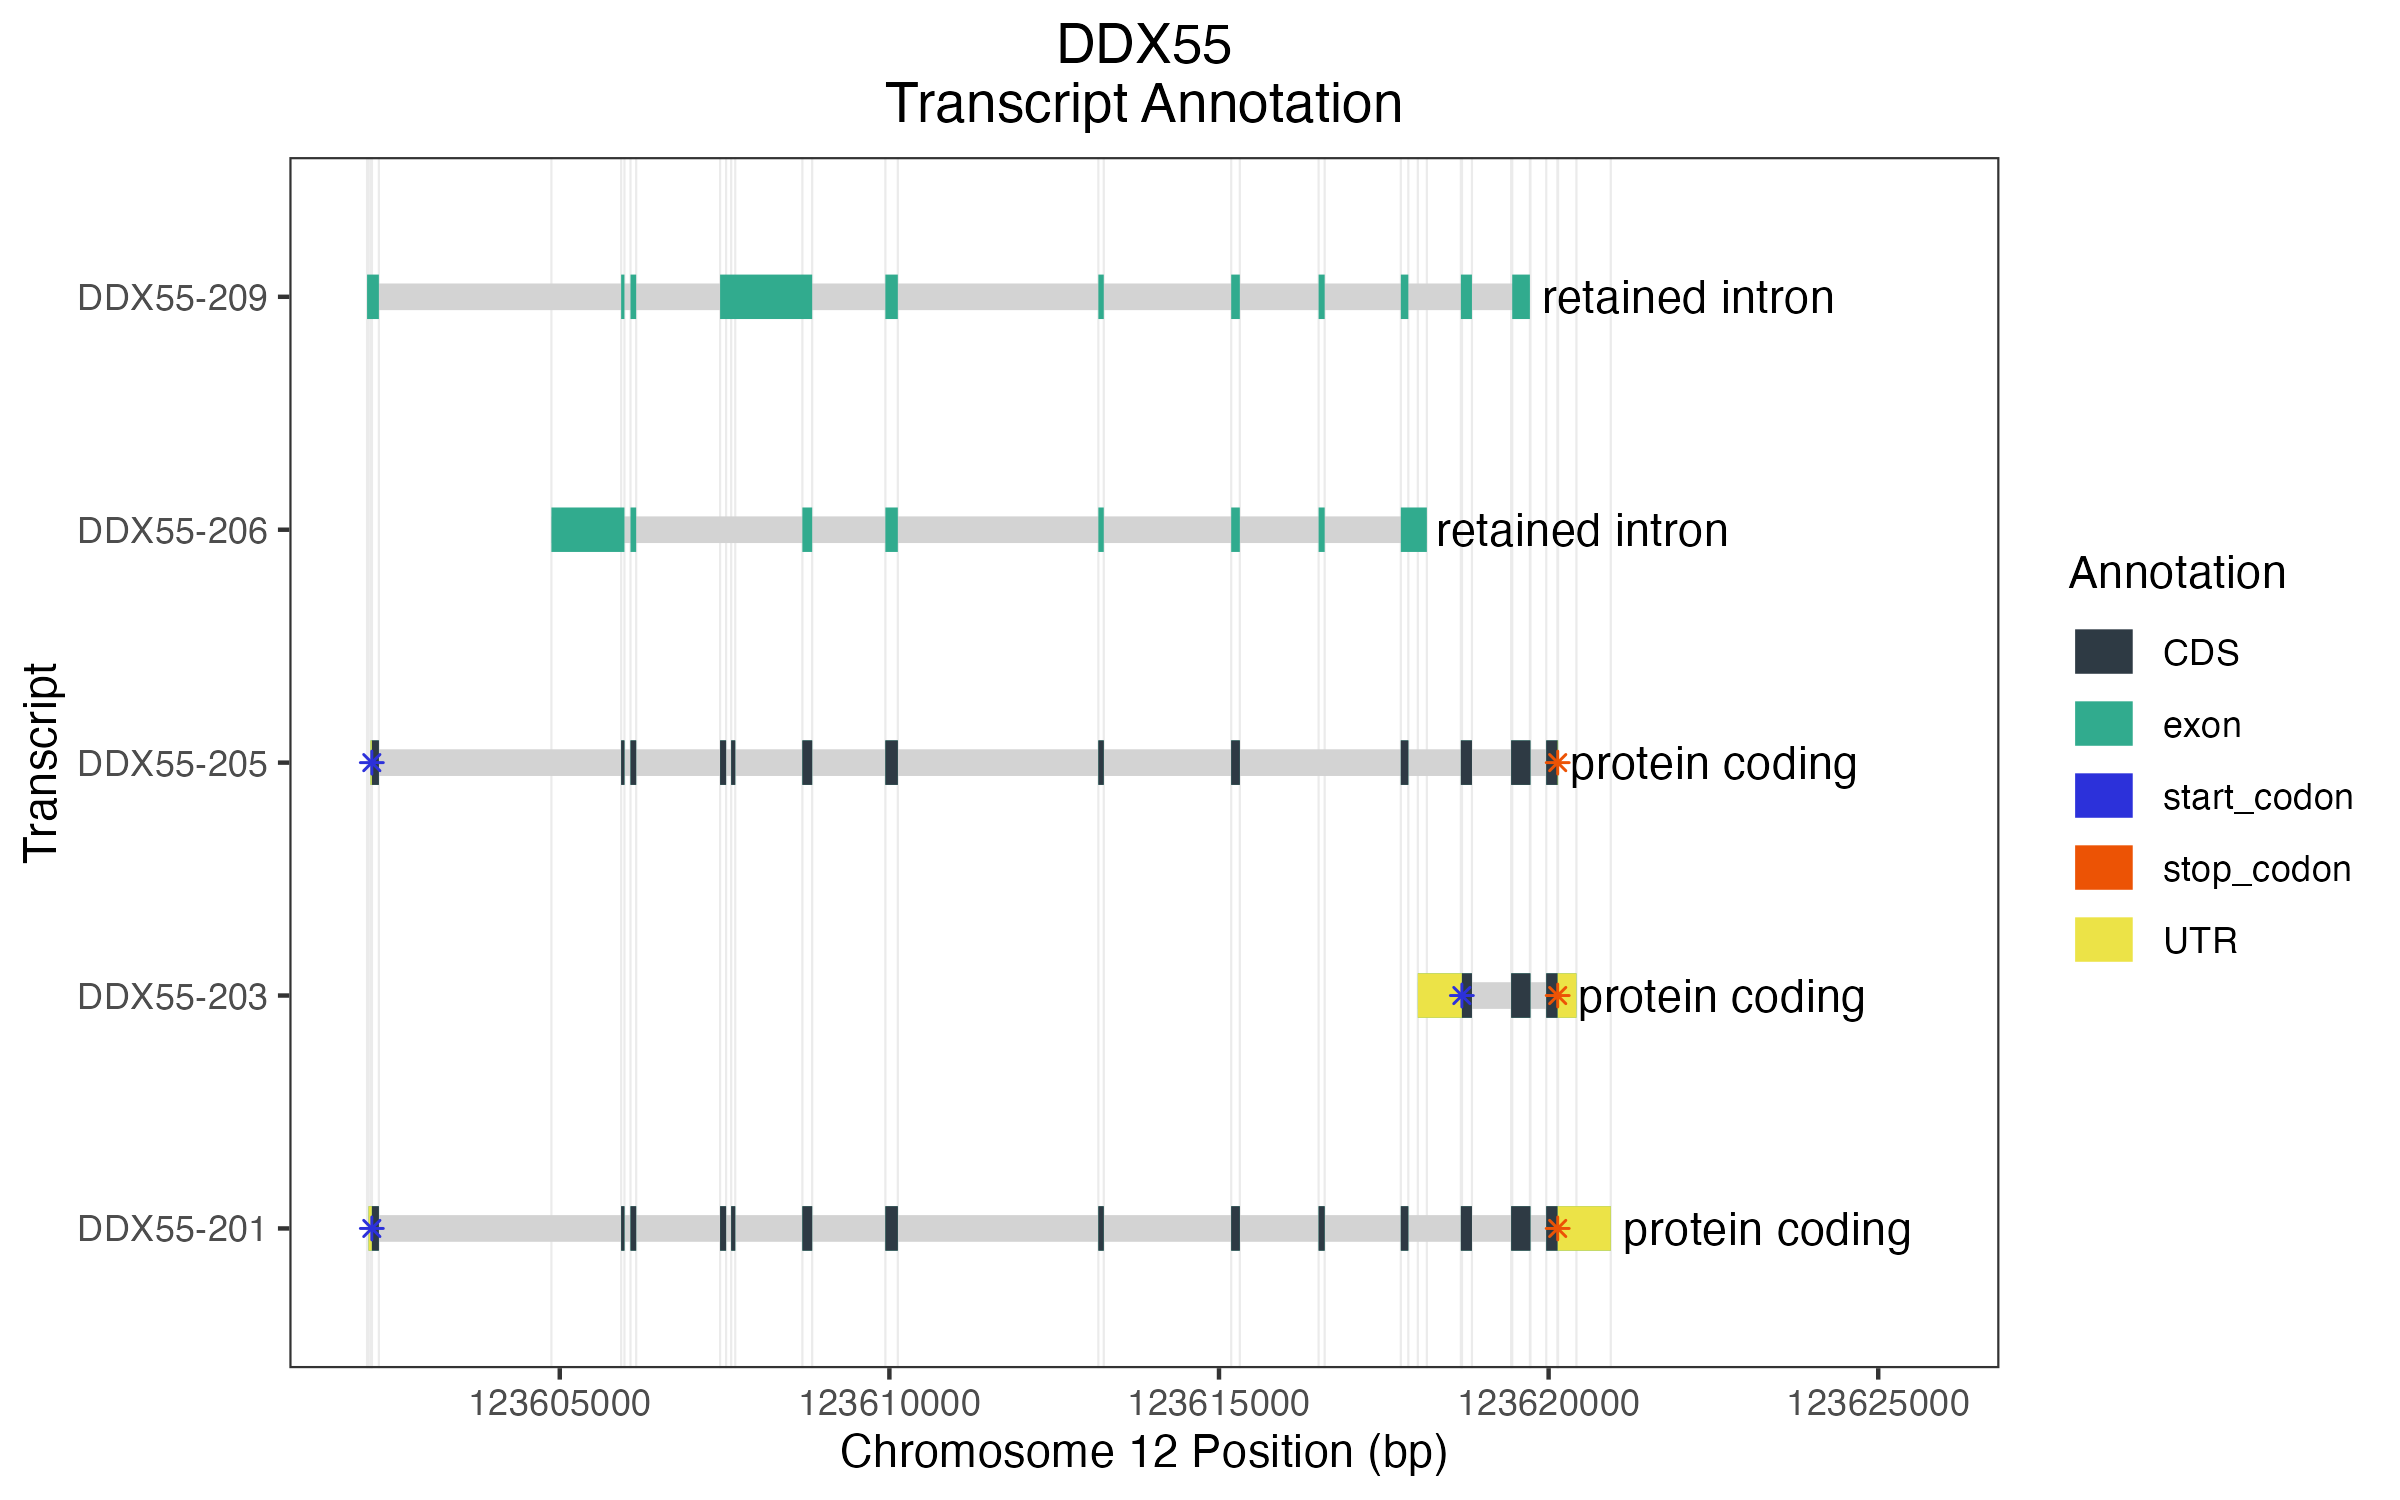 DDX55
Transcript Annotation
DDX55-209
retained intron
DDX55-206
retained intron
DDX55-205
protein coding
DDX55-203
protein coding
DDX55-201
protein coding
Transcript
123605000
123610000
123615000
123620000
123625000
Chromosome 12 Position (bp)
Annotation
CDS
exon
start_codon
stop_codon
UTR